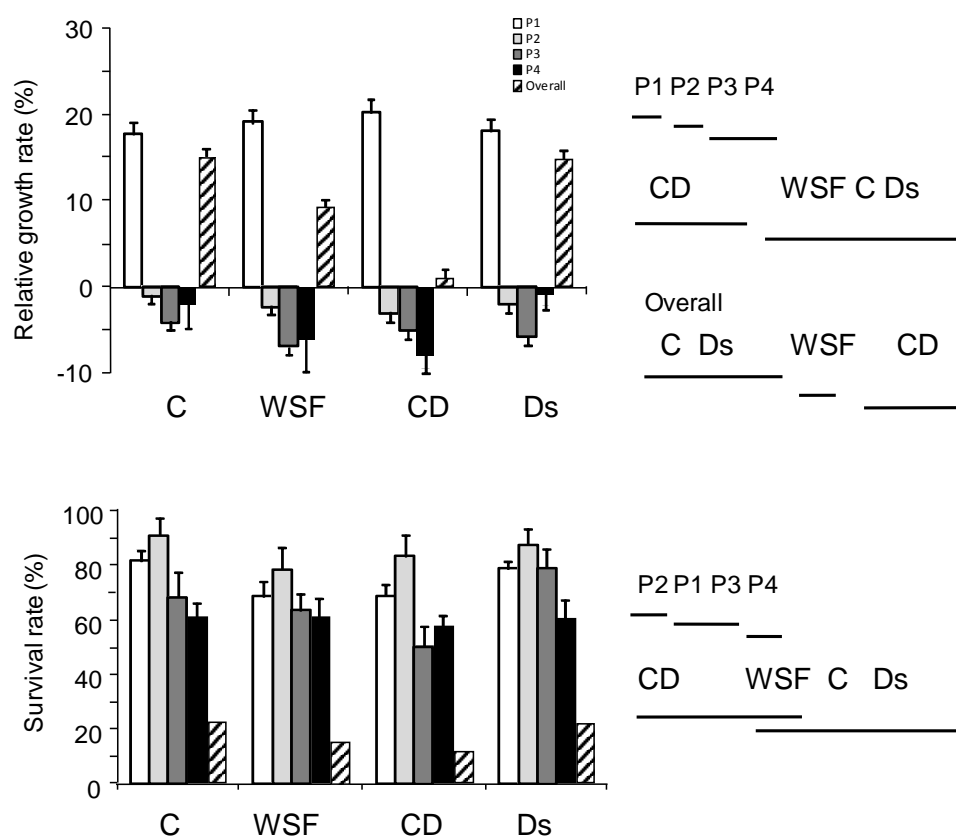 30
20
10
0
-10
Relative growth rate (%)
P1
P2
P3
P4
Overall
C WSF CD Ds
P1 P2 P3 P4
CD WSF C Ds
Overall
C Ds WSF CD
100
80
60
40
20
0
Survival rate (%)
C WSF CD Ds
P2 P1 P3 P4
CD WSF C Ds